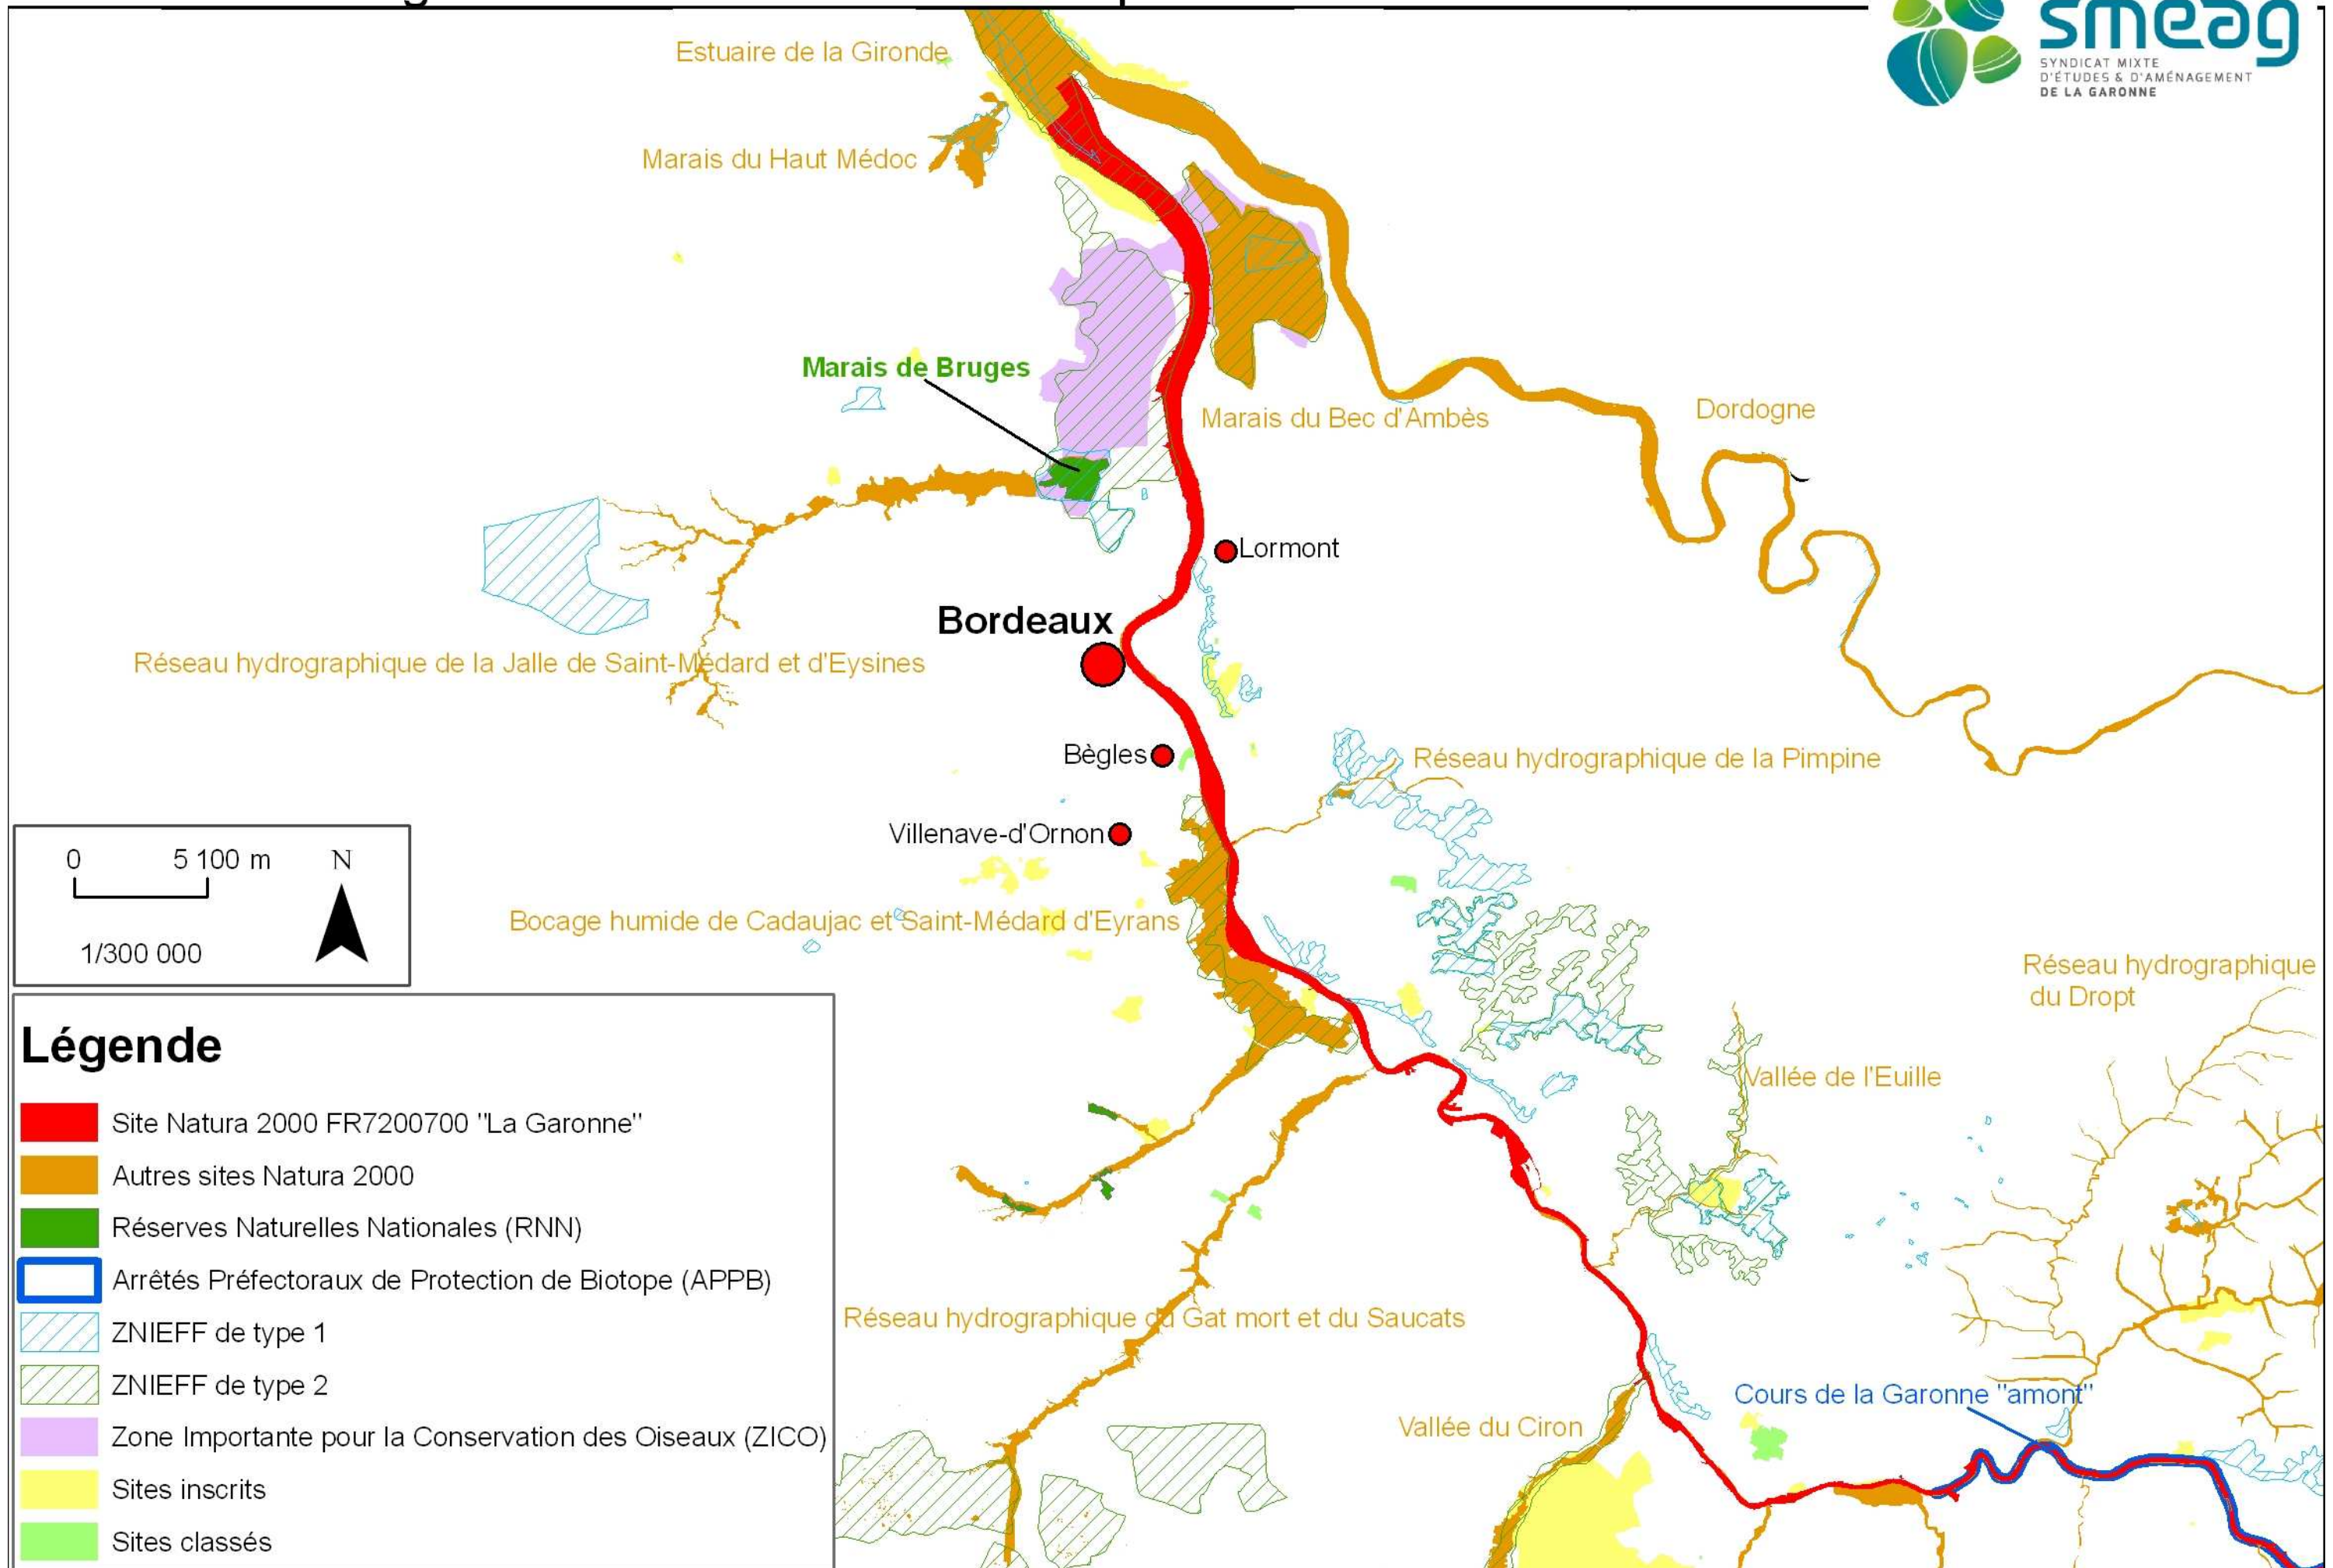 smeag
SYNDICAT MIXTE
D'ÉTUDES & D'AMÉNAGEMENT
DE LA GARONNE
Estuaire de la Gironde
Marais du Haut Médoc
Marais de Bruges
Marais du Bec d'Ambès
Dordogne
Lormont
Bordeaux
Réseau hydrographique de la Jalle de Saint-Médard et d'Eysines
Bègles
Réseau hydrographique de la Pimpine
Villenave-d'Ornon
0 5 100 m N
1/300 000
Bocage humide de Cadaujac et Saint-Médard d'Eyrans
Réseau hydrographique
du Dropt
Vallée de l'Euille
Réseau hydrographique du Gat mort et du Saucats
Cours de la Garonne "amont"
Vallée du Ciron
Légende
Site Natura 2000 FR7200700 "La Garonne"
Autres sites Natura 2000
Réserves Naturelles Nationales (RNN)
Arrêtés Préfectoraux de Protection de Biotope (APPB)
ZNIEFF de type 1
ZNIEFF de type 2
Zone Importante pour la Conservation des Oiseaux (ZICO)
Sites inscrits
Sites classés